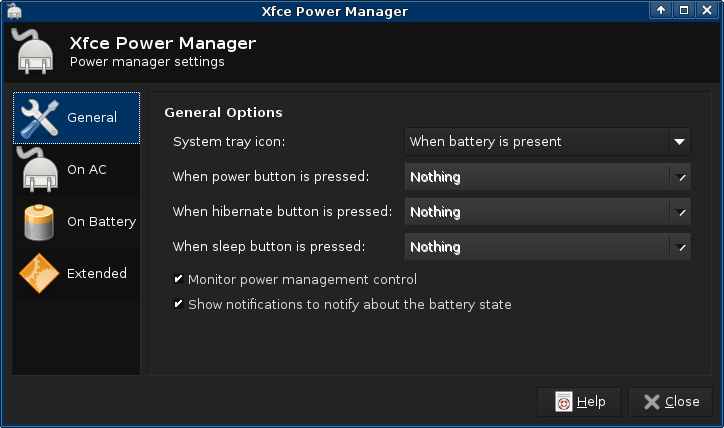 Xfce Power Manager
Xfce Power Manager
Power manager settings
General
On AC
On Battery
Extended
General Options
System tray icon: When battery is present
When power button is pressed: Nothing
When hibernate button is pressed: Nothing
When sleep button is pressed: Nothing
Monitor power management control
Show notifications to notify about the battery state
Help Close